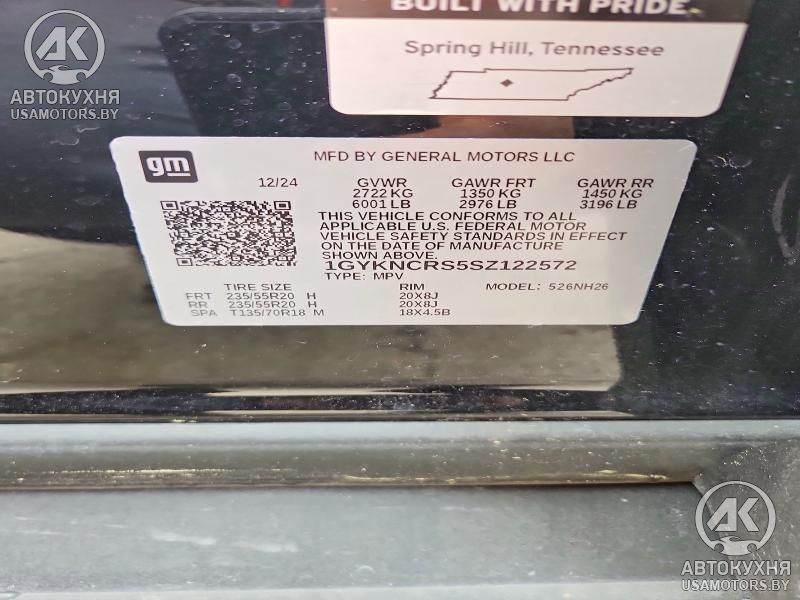 BUILT WITH PRIDE
Spring Hill, Tennessee
AK
АВТОКУХНЯ
USAMOTORS.BY
gm
MFD BY GENERAL MOTORS LLC
12/24 GVWR GAWR FRT GAWR RR
2722 KG 1350 KG 1450 KG
6001 LB 2976 LB 3196 LB
THIS VEHICLE CONFORMS TO ALL
APPLICABLE U.S. FEDERAL MOTOR
VEHICLE SAFETY STANDARDS IN EFFECT
ON THE DATE OF MANUFACTURE
SHOWN ABOVE.
1GYKNCRS5SZ122572
TYPE: MPV MODEL: 526NH26
TIRE SIZE RIM
FRT 235/55R20 H 20X8J
RR 235/55R20 H 20X8J
SPA T135/70R18 M 18X4.5B
AK
АВТОКУХНЯ
USAMOTORS.BY